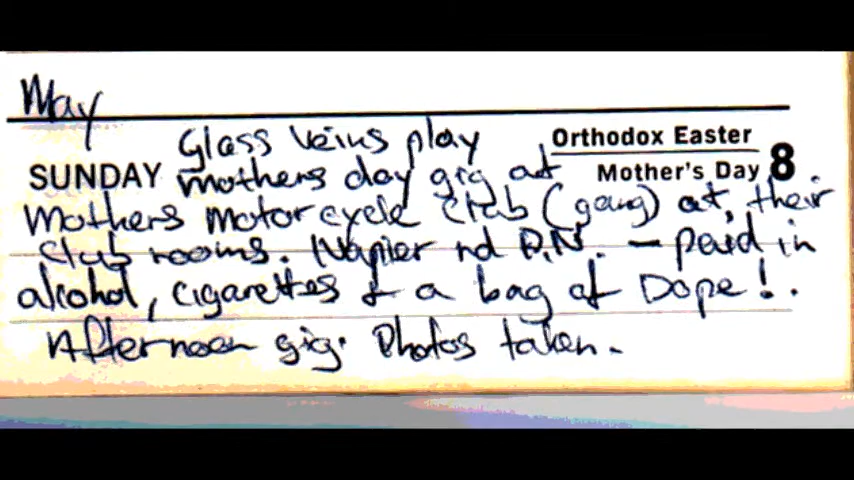 May
Glass Veins play
Orthodox Easter
SUNDAY mothers day gig at Mother's Day 8.
Mothers Motorcycle Club (gang) at, their
club rooms. Napier rd P.N. - paid in
alcohol, cigarettes & a bag of Dope!.
Afternoon gig. Photos taken.